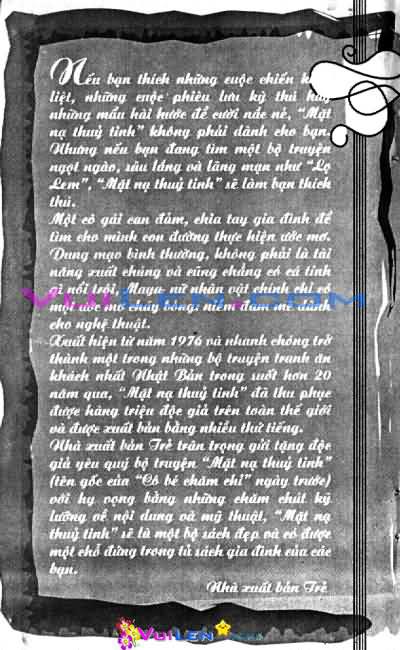 Nếu bạn thích những cuộc chiến
liệt, những cuộc phiêu lưu kỳ thú hay
những mẩu hài hước để cười nắc nẻ, "Mặt
nạ thuỷ tinh" không phải dành cho bạn.
Nhưng nếu bạn đang tìm một bộ truyện
ngọt ngào, sâu lắng và lãng mạn như "Lọ
Lem", "Mặt nạ thuỷ tinh" sẽ làm bạn thích
thú.
Một cô gái can đảm, chia tay gia đình để
tìm cho mình con đường thực hiện ước mơ.
Dung mạo bình thường, không phải là tài
năng xuất chúng và cũng chẳng có cá tính
gì nổi trội, Maya- nữ nhân vật chính chỉ có
một ước mơ cháy bỏng: niềm đam mê dành
cho nghệ thuật.
Xuất hiện từ năm 1976 và nhanh chóng trở
thành một trong những bộ truyện tranh ăn
khách nhất Nhật Bản trong suốt hơn 20
năm qua, "Mặt nạ thuỷ tinh" đã thu phục
được hàng triệu độc giả trên toàn thế giới
và được xuất bản bằng nhiều thứ tiếng.
Nhà xuất bản Trẻ trân trọng gửi tặng độc
giả yêu quý bộ truyện "Mặt nạ thuỷ tinh"
(tên gốc của "Cô bé chăm chỉ" ngày trước)
với hy vọng bằng những chăm chút kỹ
lưỡng về nội dung và mỹ thuật, "Mặt nạ
thuỷ tinh" sẽ là một bộ sách đẹp và có được
một chỗ đứng trong tủ sách gia đình của các
bạn.
Nhà xuất bản Trẻ
VuiLen.com
VuiLen